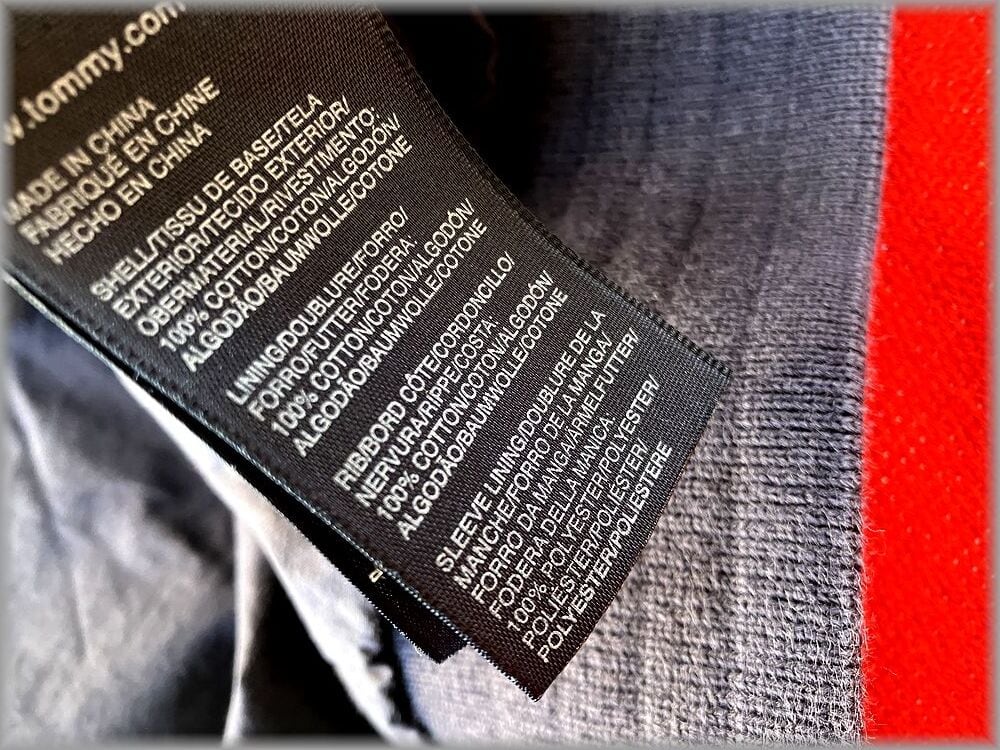 w.tommy.com
MADE IN CHINA
FABRIQUÉ EN CHINE
HECHO EN CHINA
SHELL/TISSU DE BASE/TELA
EXTERIOR/TECIDO EXTERIOR/
OBERMATERIAL/RIVESTIMENTO:
100% COTTON/COTON/ALGODÓN/
ALGODÃO/BAUMWOLLE/COTONE
LINING/DOUBLURE/FORRO/
FORRO/FUTTER/FODERA:
100% COTTON/COTON/ALGODÓN/
ALGODÃO/BAUMWOLLE/COTONE
RIB/BORD CÔTE/CORDONCILLO/
NERVURA/RIPPE/COSTA:
100% COTTON/COTON/ALGODÓN/
ALGODÃO/BAUMWOLLE/COTONE
SLEEVE LINING/DOUBLURE DE LA
MANCHE/FORRO DE LA MANGA/
FORRO DA MANGA/ÄRMELFUTTER/
FODERA DELLA MANICA
100% POLYESTER/POLYESTER/
POLIÉSTER/POLIÉSTER/
POLYESTER/POLIESTERE